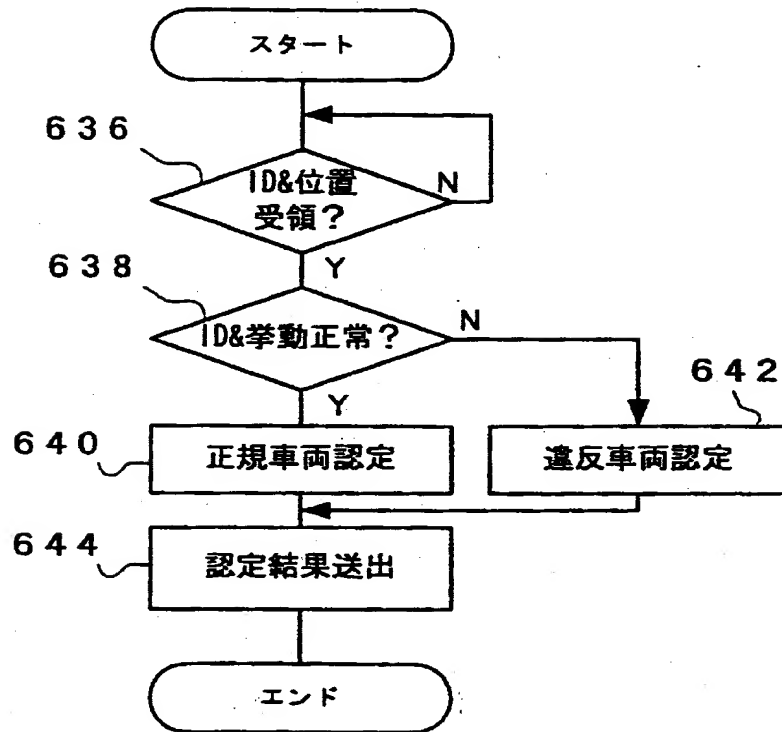 スタート
636
ID&位置
受領?
N
Y
638
ID&挙動正常?
N
Y
642
640
正規車両認定
違反車両認定
644
認定結果送出
エンド